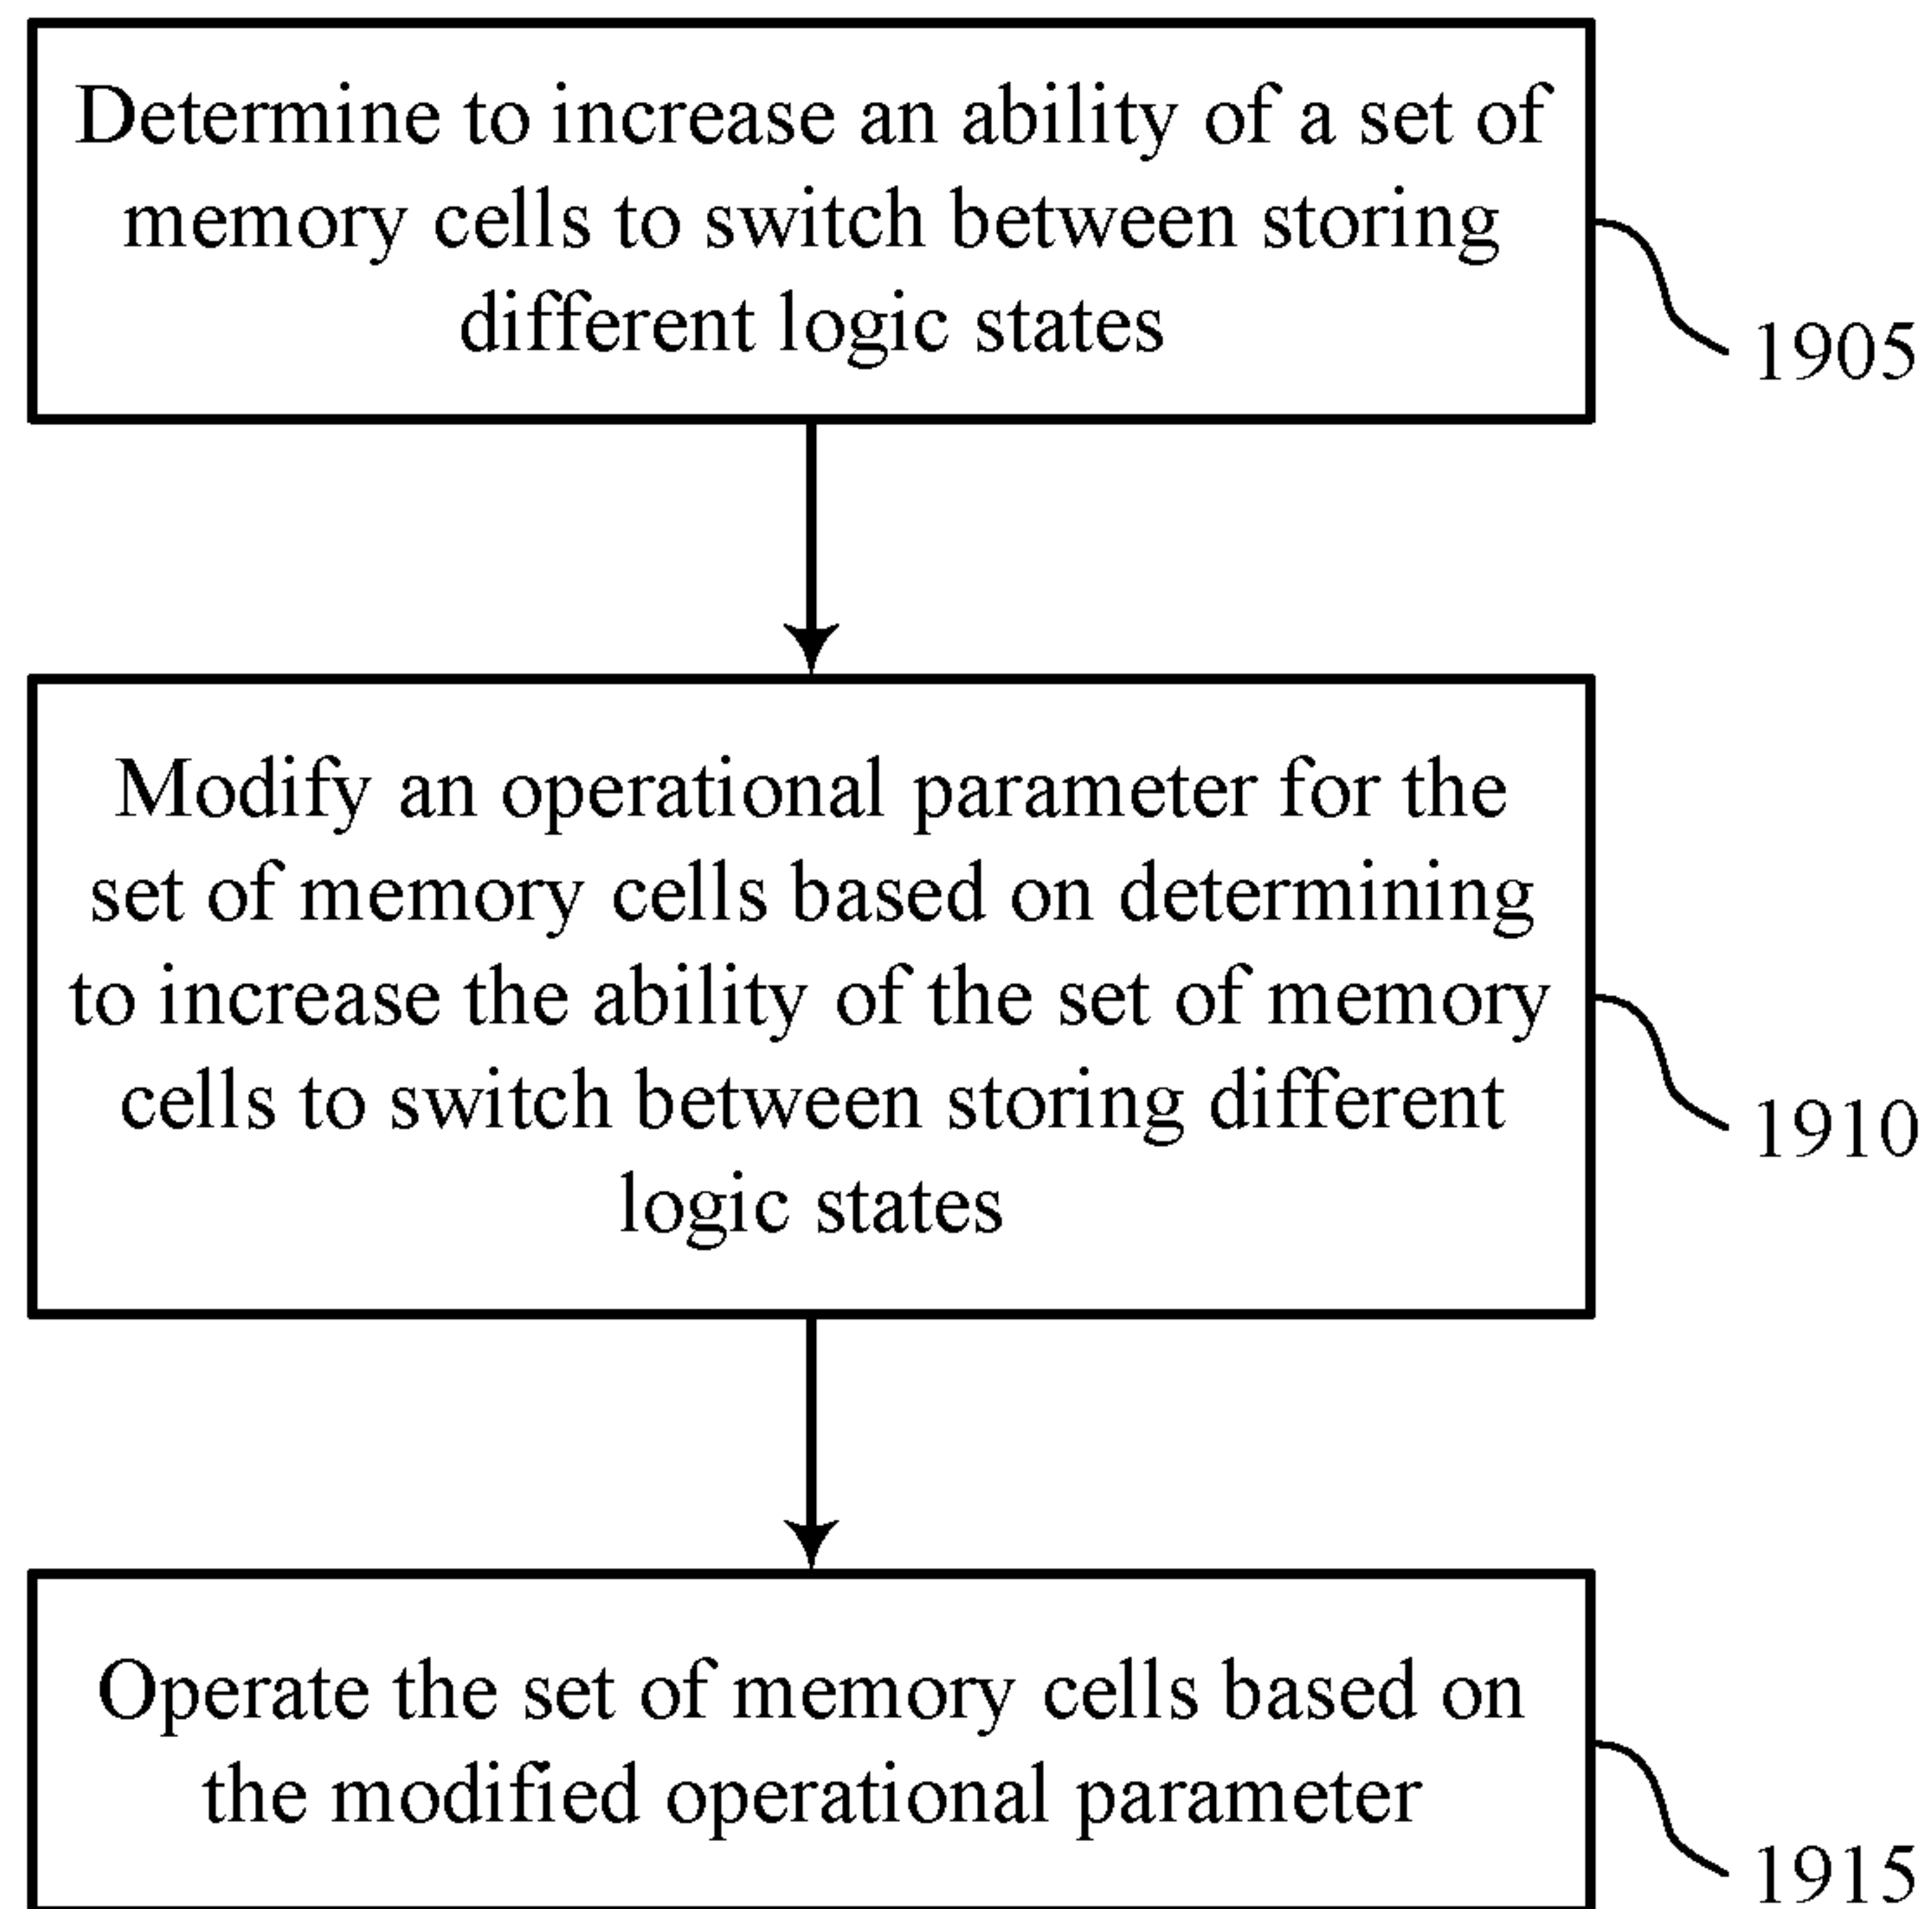 Determine to increase an ability of a set of
memory cells to switch between storing
different logic states
1905
Modify an operational parameter for the
set of memory cells based on determining
to increase the ability of the set of memory
cells to switch between storing different
logic states
1910
Operate the set of memory cells based on
the modified operational parameter
1915